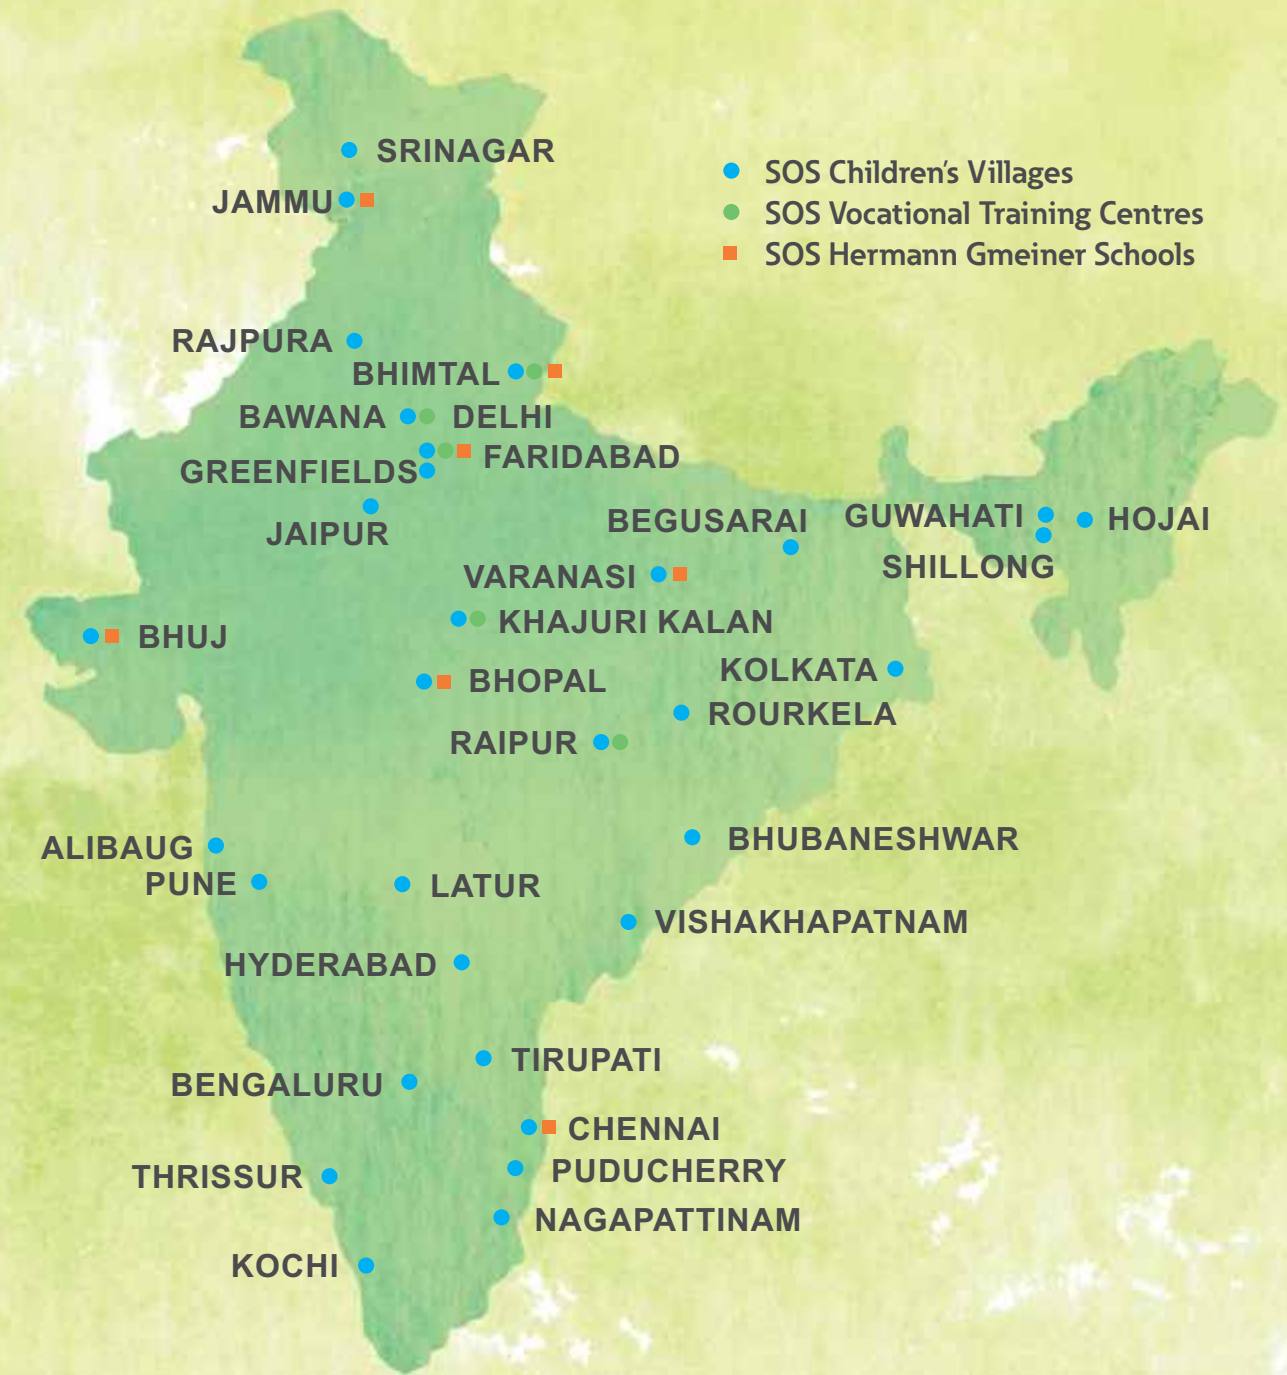 SRINAGAR
SOS Children's Villages
JAMMU
SOS Vocational Training Centres
SOS Hermann Gmeiner Schools
RAJPURA
BHIMTAL
BAWANA
DELHI
FARIDABAD
GREENFIELDS
JAIPUR
BEGUSARAI
GUWAHATI
HOJAI
SHILLONG
VARANASI
KHAJURI KALAN
BHUJ
KOLKATA
BHOPAL
ROURKELA
RAIPUR
ALIBAUG
BHUBANESHWAR
PUNE
LATUR
VISHAKHAPATNAM
HYDERABAD
TIRUPATI
BENGALURU
CHENNAI
THRISSUR
PUDUCHERRY
NAGAPATTINAM
KOCHI